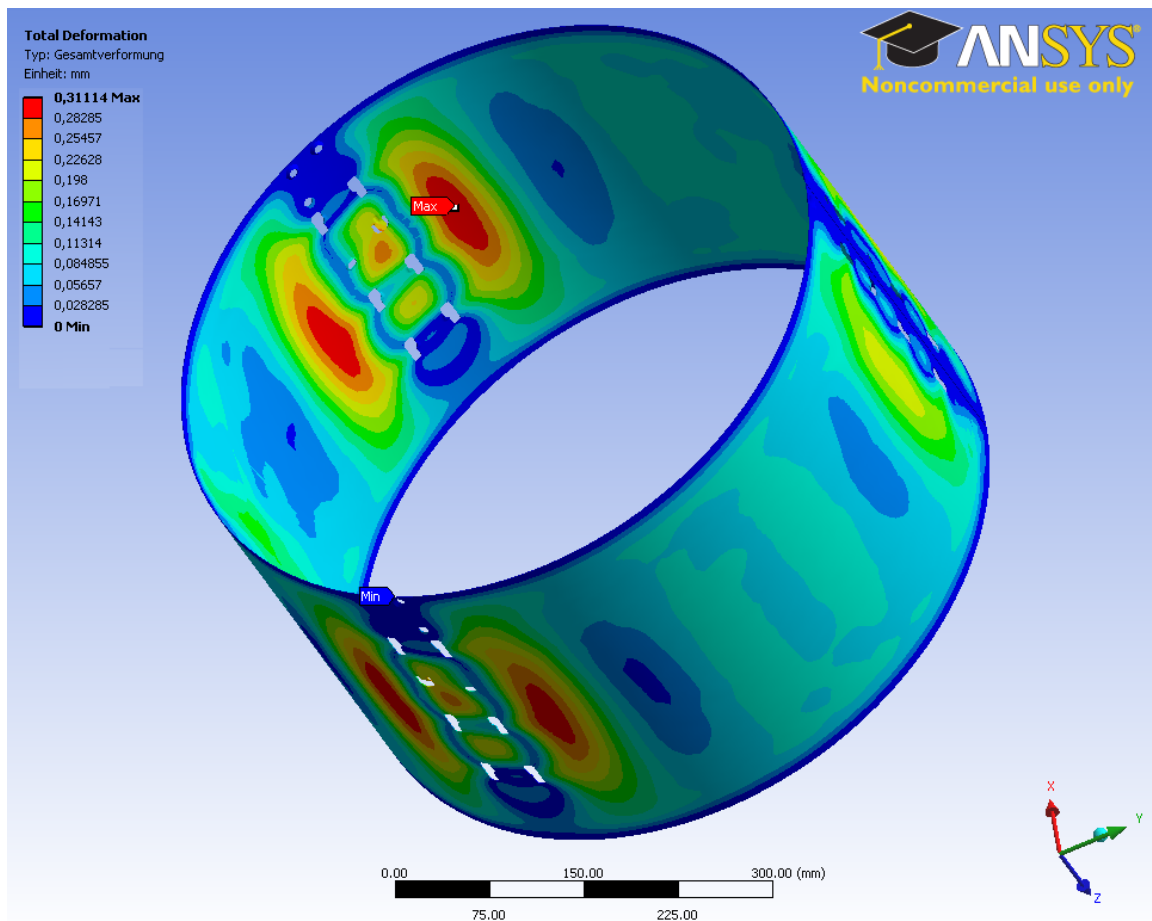 Total Deformation
Typ: Gesamtverformung
Einheit: mm
0,31114 Max
0,28285
0,25457
0,22628
0,198
0,16971
0,14143
0,11314
0,084855
0,05657
0,028285
0 Min
ANSYS®
Noncommercial use only
Max
Min
X
Y
Z
0.00 150.00 300.00 (mm)
75.00 225.00